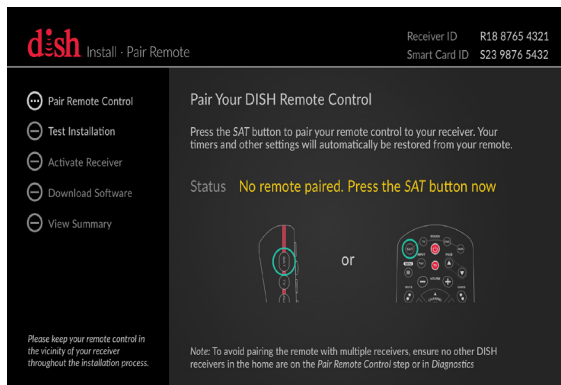 dish Install - Pair Remote
Receiver ID R18 8765 4321
Smart Card ID S23 9876 5432
Pair Remote Control
Test Installation
Activate Receiver
Download Software
View Summary
Please keep your remote control in
the vicinity of your receiver
throughout the installation process.
Pair Your DISH Remote Control
Press the SAT button to pair your remote control to your receiver. Your
timers and other settings will automatically be restored from your remote.
Status No remote paired. Press the SAT button now
or
Note: To avoid pairing the remote with multiple receivers, ensure no other DISH
receivers in the home are on the Pair Remote Control step or in Diagnostics